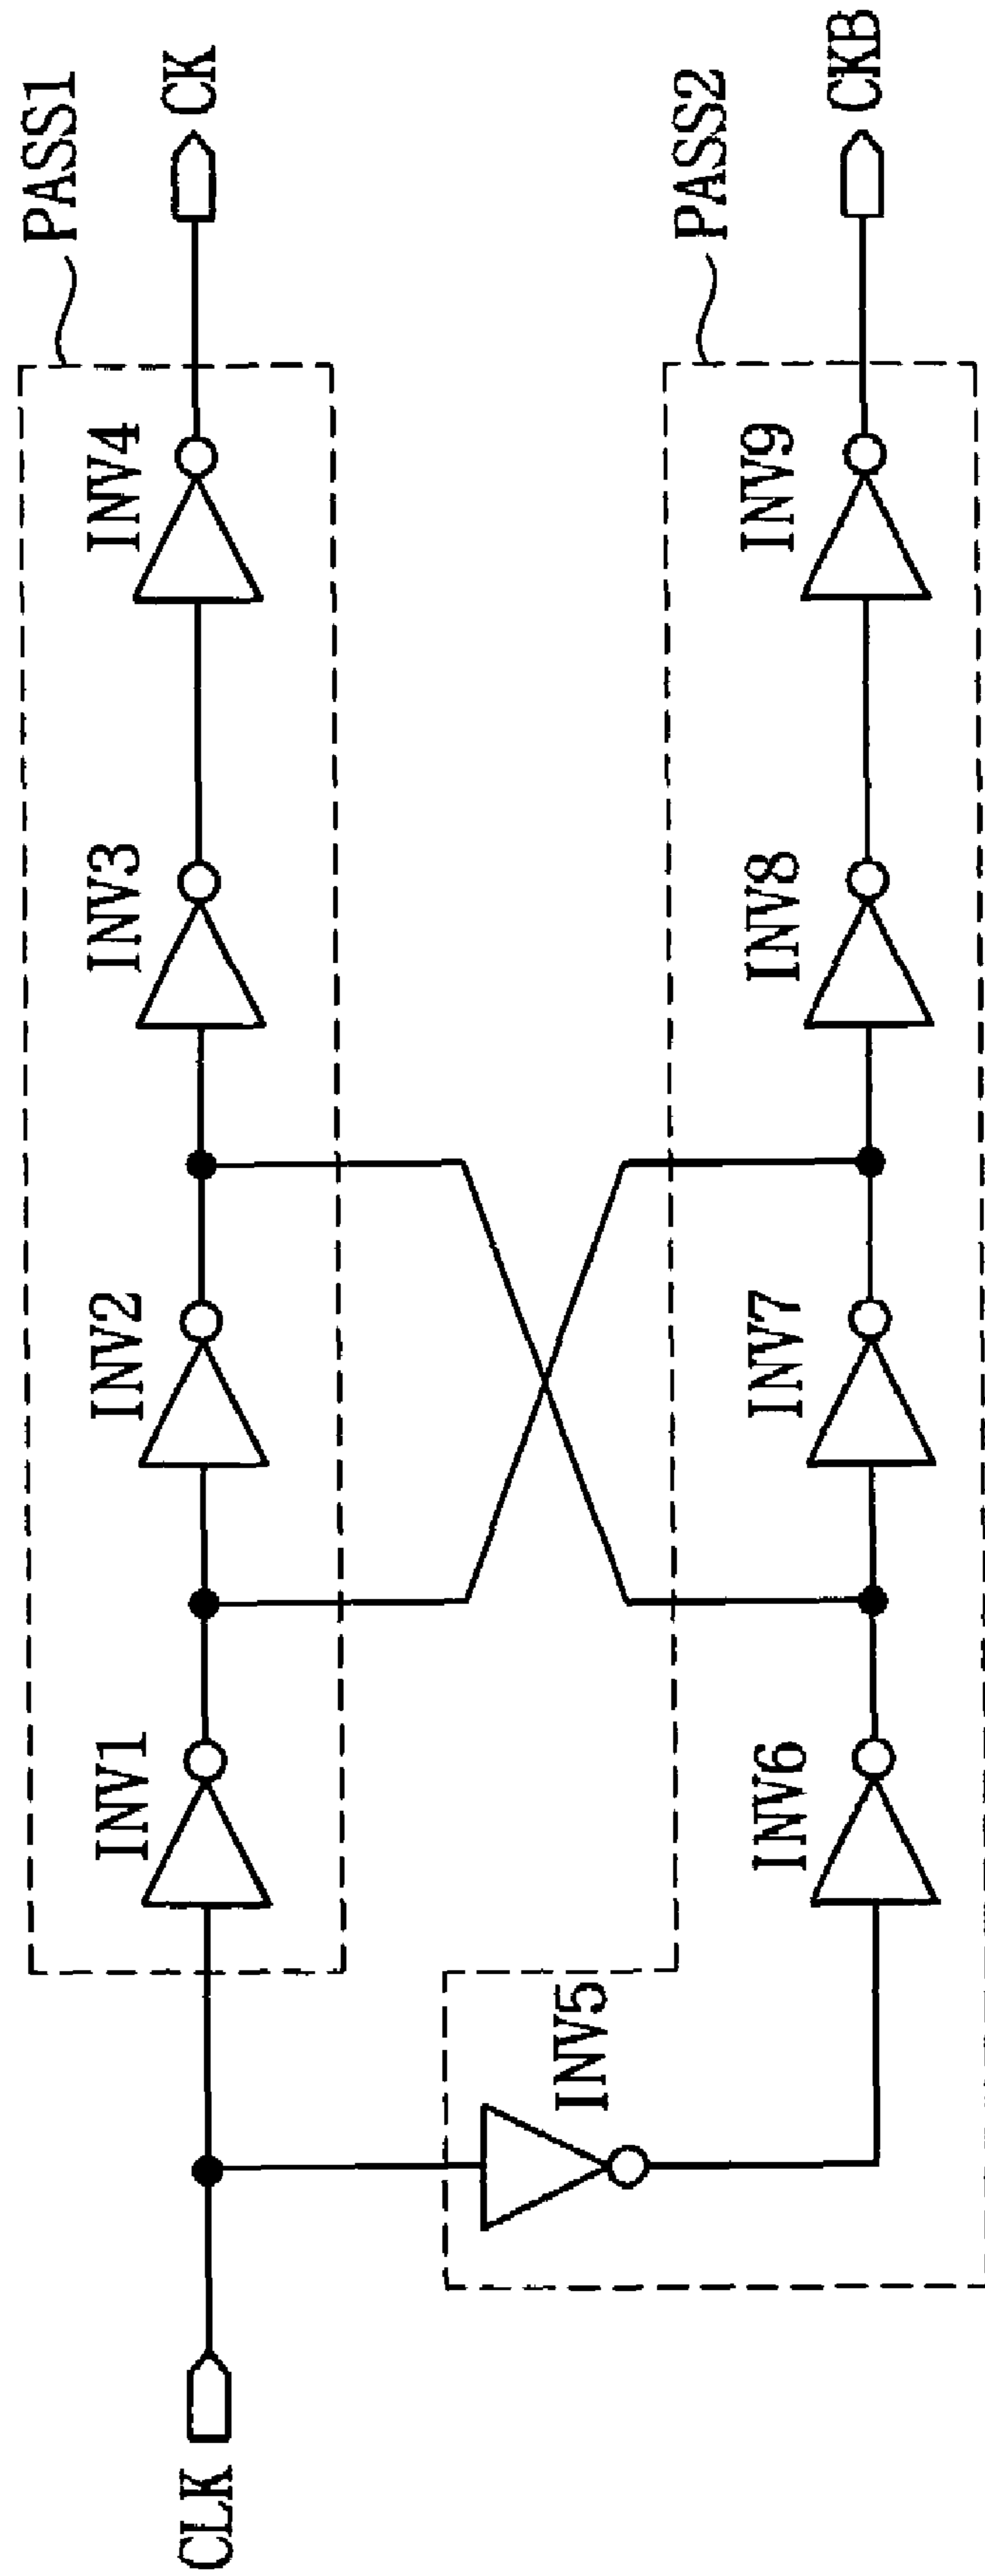 PASS1
INV1
INV2
INV3
INV4
CK
CLK
INV5
PASS2
INV6
INV7
INV8
INV9
CKB